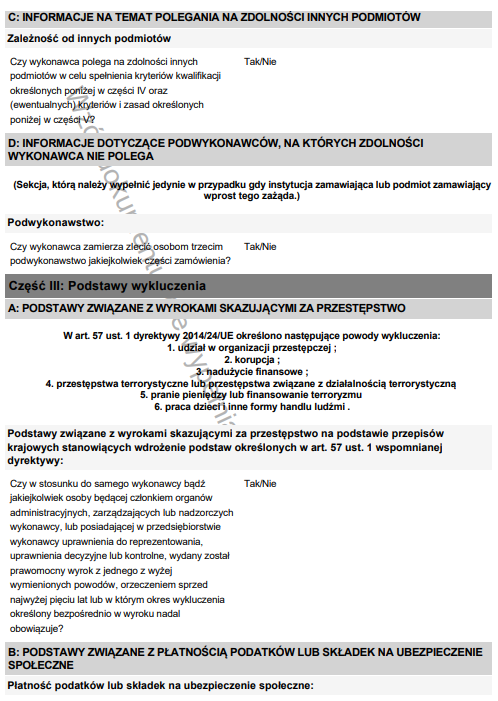 C: INFORMACJE NA TEMAT POLEGANIA NA ZDOLNOŚCI INNYCH PODMIOTÓW
Zależność od innych podmiotów
Czy wykonawca polega na zdolności innych Tak/Nie
podmiotów w celu spełnienia kryteriów kwalifikacji
określonych poniżej w części IV oraz
(ewentualnych) kryteriów i zasad określonych
poniżej w części V?
D: INFORMACJE DOTYCZĄCE PODWYKONAWCÓW, NA KTÓRYCH ZDOLNOŚCI
WYKONAWCA NIE POLEGA
(Sekcja, którą należy wypełnić jedynie w przypadku gdy instytucja zamawiająca lub podmiot zamawiający
wprost tego zażąda.)
Podwykonawstwo:
Czy wykonawca zamierza zlecić osobom trzecim Tak/Nie
podwykonawstwo jakiejkolwiek części zamówienia?
Część III: Podstawy wykluczenia
A: PODSTAWY ZWIĄZANE Z WYROKAMI SKAZUJĄCYMI ZA PRZESTĘPSTWO
W art. 57 ust. 1 dyrektywy 2014/24/UE określono następujące powody wykluczenia:
1. udział w organizacji przestępczej ;
2. korupcja ;
3. nadużycie finansowe ;
4. przestępstwa terrorystyczne lub przestępstwa związane z działalnością terrorystyczną
5. pranie pieniędzy lub finansowanie terroryzmu
6. praca dzieci i inne formy handlu ludźmi .
Podstawy związane z wyrokami skazującymi za przestępstwo na podstawie przepisów
krajowych stanowiących wdrożenie podstaw określonych w art. 57 ust. 1 wspomnianej
dyrektywy:
Czy w stosunku do samego wykonawcy bądź Tak/Nie
jakiejkolwiek osoby będącej członkiem organów
administracyjnych, zarządzających lub nadzorczych
wykonawcy, lub posiadającej w przedsiębiorstwie
wykonawcy uprawnienia do reprezentowania,
uprawnienia decyzyjne lub kontrolne, wydany został
prawomocny wyrok z jednego z wyżej
wymienionych powodów, orzeczeniem sprzed
najwyżej pięciu lat lub w którym okres wykluczenia
określony bezpośrednio w wyroku nadal
obowiązuje?
B: PODSTAWY ZWIĄZANE Z PŁATNOŚCIĄ PODATKÓW LUB SKŁADEK NA UBEZPIECZENIE
SPOŁECZNE
Płatność podatków lub składek na ubezpieczenie społeczne: